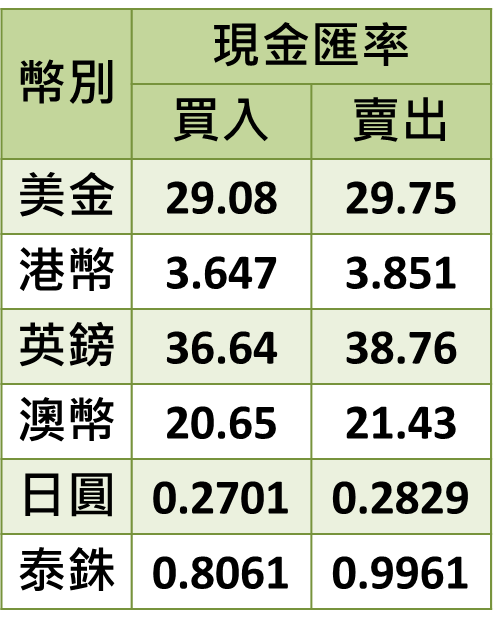 幣別 現金匯率
買入 賣出
美金 29.08 29.75
港幣 3.647 3.851
英鎊 36.64 38.76
澳幣 20.65 21.43
日圓 0.2701 0.2829
泰銖 0.8061 0.9961